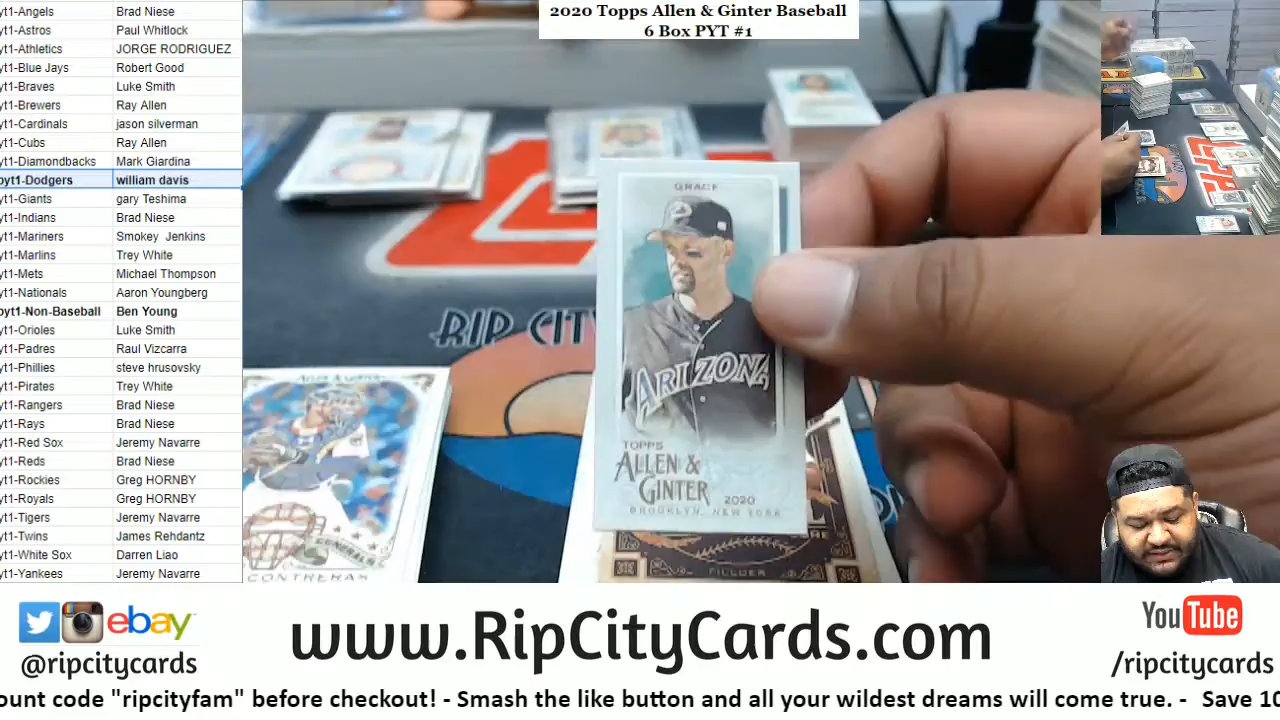 2020 Topps Allen & Ginter Baseball
6 Box PYT #1
yt1-Angels Brad Niese
yt1-Astros Paul Whitlock
yt1-Athletics JORGE RODRIGUEZ
yt1-Blue Jays Robert Good
yt1-Braves Luke Smith
yt1-Brewers Ray Allen
yt1-Cardinals jason silverman
yt1-Cubs Ray Allen
yt1-Diamondbacks Mark Giardina
pyt1-Dodgers william davis
yt1-Giants gary Teshima
yt1-Indians Brad Niese
yt1-Mariners Smokey Jenkins
yt1-Marlins Trey White
yt1-Mets Michael Thompson
yt1-Nationals Aaron Youngberg
pyt1-Non-Baseball Ben Young
yt1-Orioles Luke Smith
yt1-Padres Raul Vizcarra
yt1-Phillies steve hrusovsky
yt1-Pirates Trey White
yt1-Rangers Brad Niese
yt1-Rays Brad Niese
yt1-Red Sox Jeremy Navarre
yt1-Reds Brad Niese
yt1-Rockies Greg HORNBY
yt1-Royals Greg HORNBY
yt1-Tigers Jeremy Navarre
yt1-Twins James Rehdantz
yt1-White Sox Darren Liao
yt1-Yankees Jeremy Navarre
GRACE
ARIZONA
TOPPS
ALLEN &
GINTER
2020
BROOKLYN, NEW YORK
RIP CIT
CONTRERAS
FIELDER
ebay
@ripcitycards
www.RipCityCards.com
YouTube
/ripcitycards
ount code "ripcityfam" before checkout! - Smash the like button and all your wildest dreams will come true. - Save 10